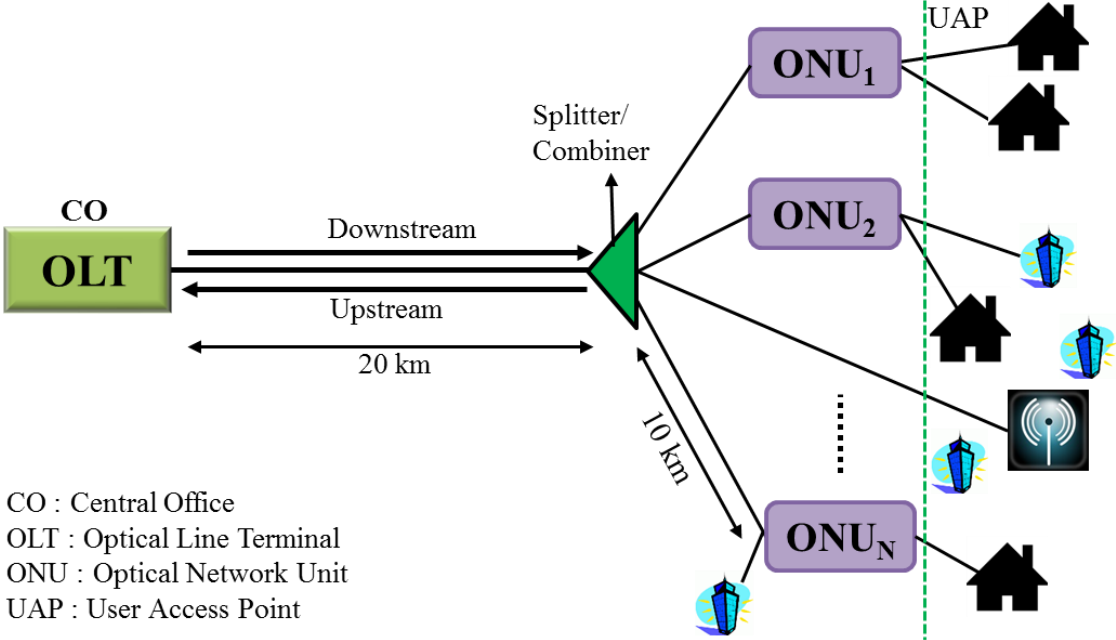 UAP
ONU1
Splitter/
Combiner
CO
OLT
Downstream
Upstream
20 km
ONU2
10 km
ONUN
CO : Central Office
OLT : Optical Line Terminal
ONU : Optical Network Unit
UAP : User Access Point